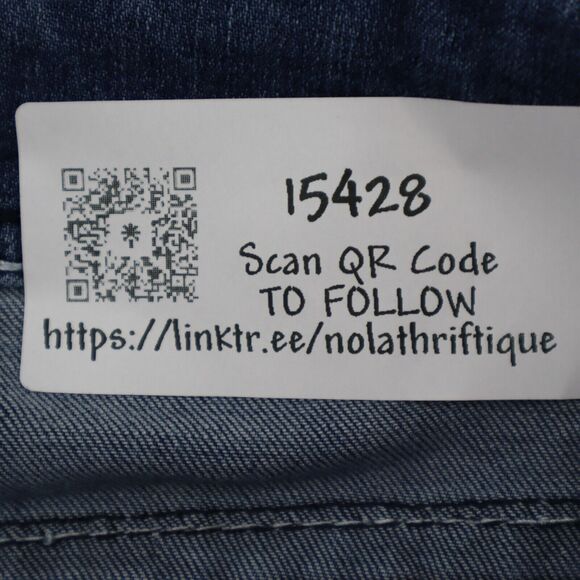 15428
Scan QR Code
TO FOLLOW
https://linktr.ee/nolathriftique